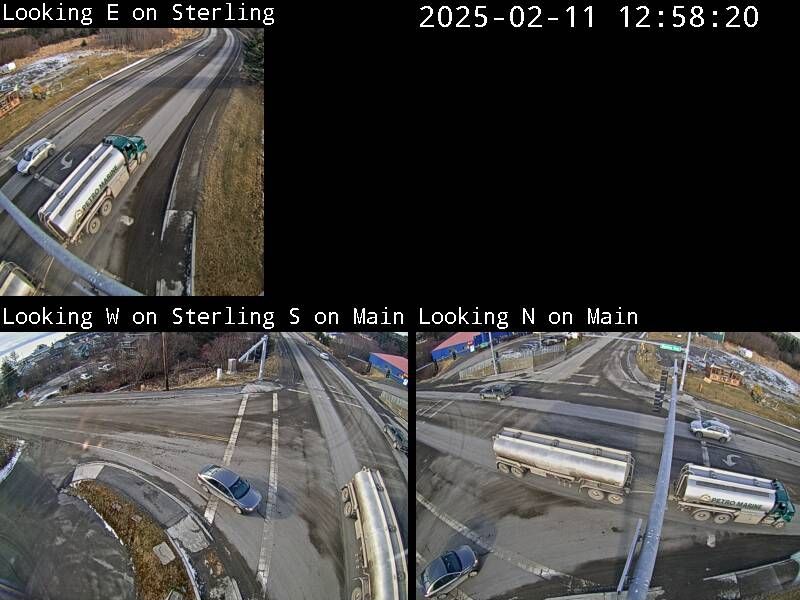 Looking E on Sterling
2025-02-11 12:58:20
PETRO MARINE
Looking W on Sterling S on Main
Looking N on Main
PETRO MARINE